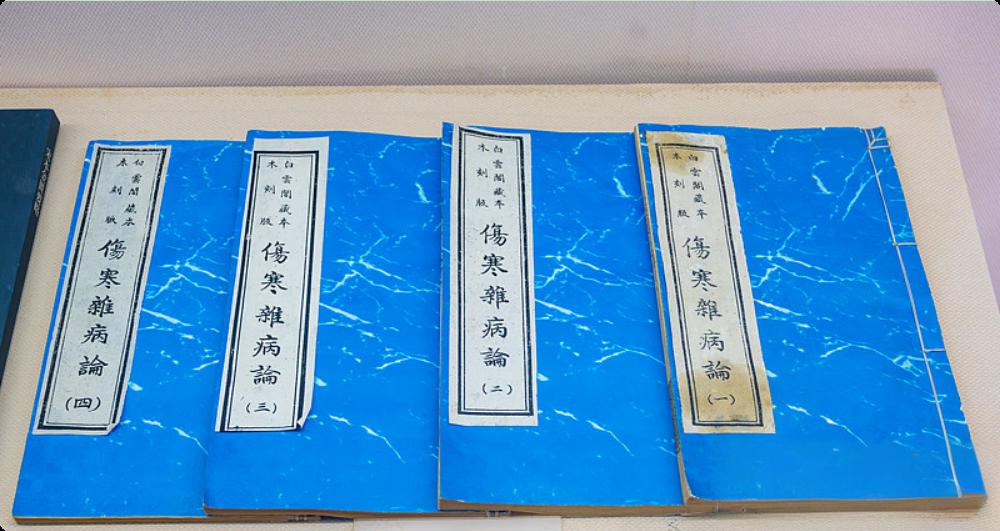 白雲閣藏本
木刻版
傷寒雜病論
(一)
白雲閣藏本
木刻版
傷寒雜病論
(二)
白雲閣藏本
木刻版
傷寒雜病論
(三)
白雲閣藏本
木刻版
傷寒雜病論
(四)